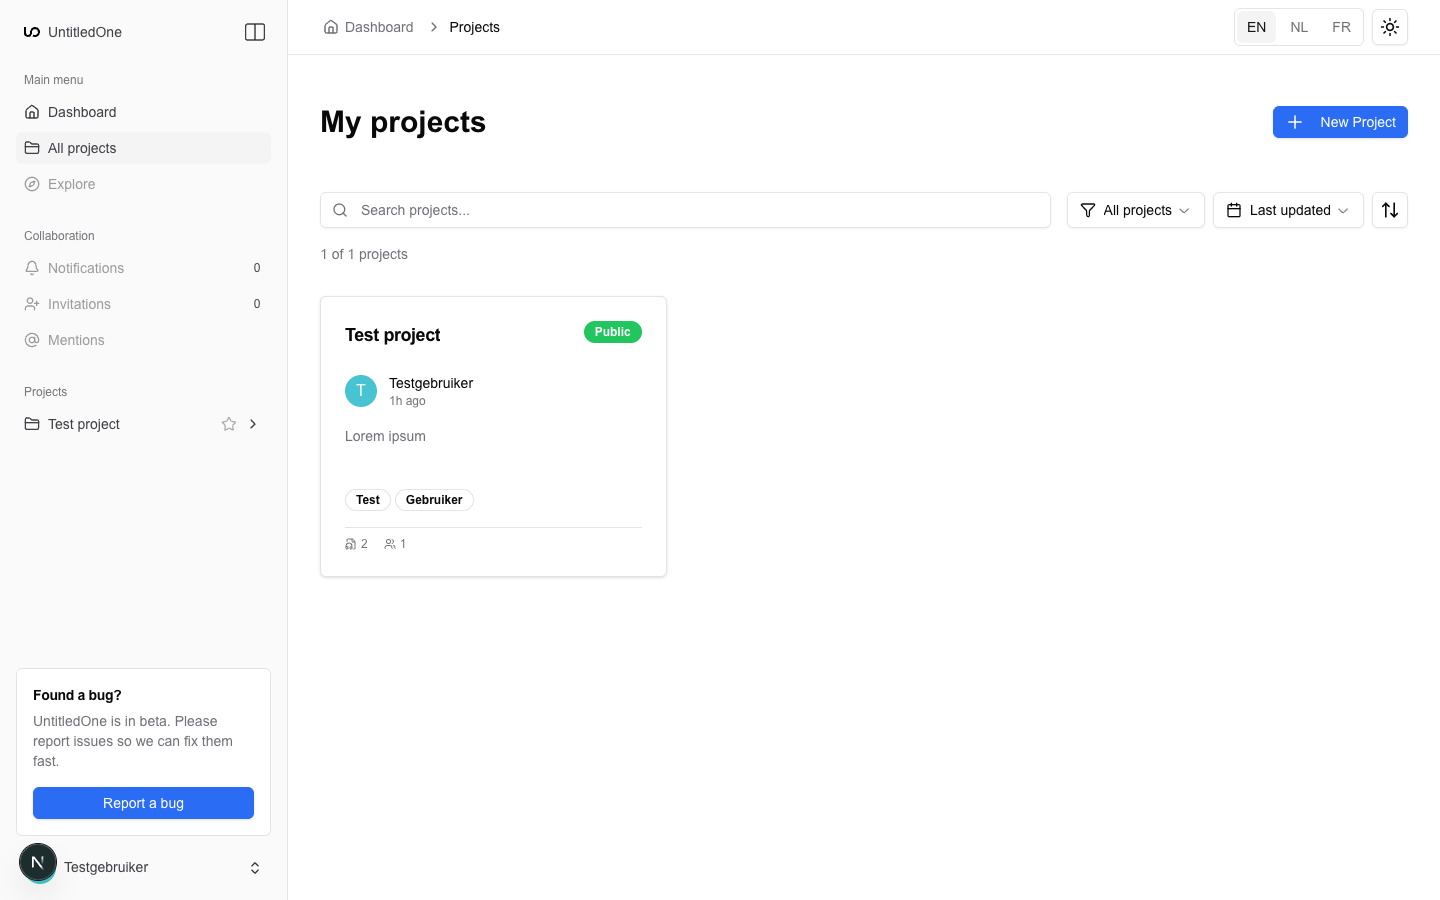 UntitledOne
Main menu
Dashboard
All projects
Explore
Collaboration
Notifications 0
Invitations 0
Mentions
Projects
Test project
Found a bug?
UntitledOne is in beta. Please
report issues so we can fix them
fast.
Report a bug
N
Testgebruiker
Dashboard
Projects
EN NL FR
My projects
New Project
Search projects...
All projects
Last updated
1 of 1 projects
Test project
Public
T
Testgebruiker
1h ago
Lorem ipsum
Test Gebruiker
2 1